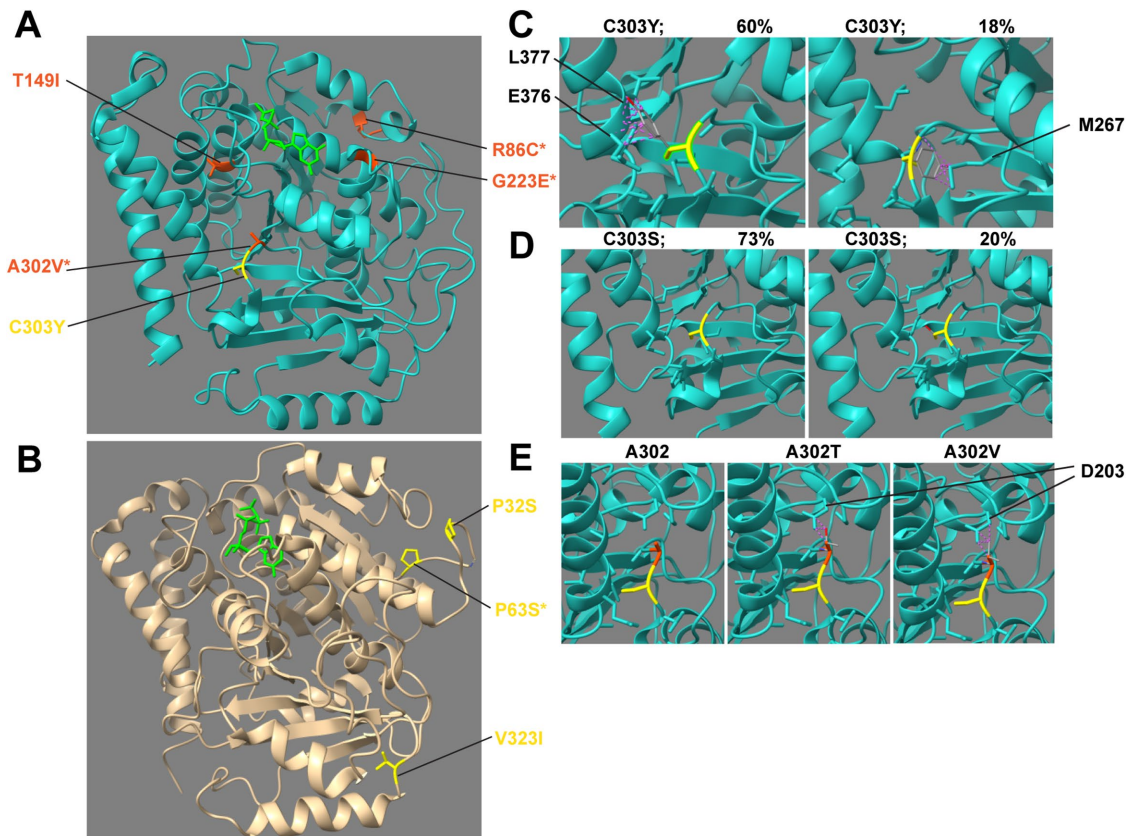 A
T149I
R86C*
G223E*
A302V*
C303Y
B
P32S
P63S*
V323I
C
C303Y; 60%
C303Y; 18%
L377
E376
M267
D
C303S; 73%
C303S; 20%
E
A302
A302T
A302V
D203